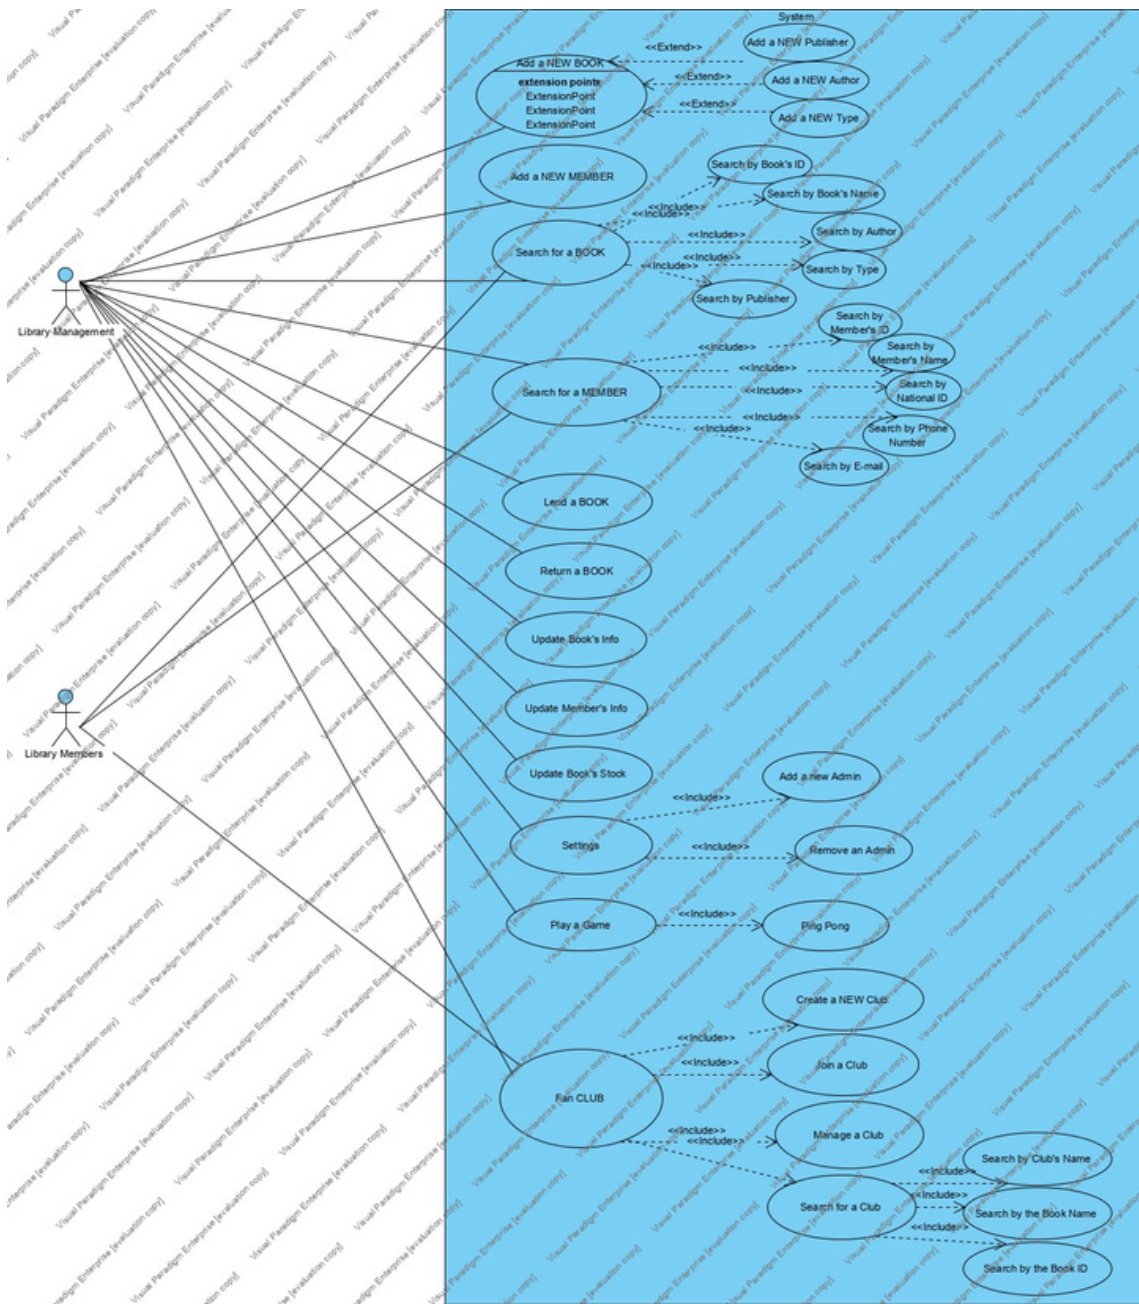 System
Add a NEW Publisher
<<Extend>>
Add a NEW BOOK
extension points
ExtensionPoint
ExtensionPoint
ExtensionPoint
<<Extend>>
Add a NEW Author
<<Extend>>
Add a NEW Type
Add a NEW MEMBER
Search by Book's ID
<<Include>>
Search by Book's Name
<<Include>>
Search for a BOOK
<<Include>>
Search by Author
<<Include>>
Search by Type
<<Include>>
Search by Publisher
Library Management
Search by
Member's ID
<<Include>>
Search by
Member's Name
<<Include>>
Search for a MEMBER
<<Include>>
Search by
National ID
<<Include>>
Search by Phone
Number
<<Include>>
Search by E-mail
Lend a BOOK
Return a BOOK
Update Book's Info
Update Member's Info
Library Members
Update Book's Stock
Add a new Admin
<<Include>>
Settings
<<Include>>
Remove an Admin
Play a Game
<<Include>>
Ping Pong
Create a NEW Club
<<Include>>
<<Include>>
Join a Club
Fan CLUB
<<Include>>
<<Include>>
Manage a Club
Search for a Club
<<Include>>
Search by Club's Name
<<Include>>
Search by the Book Name
<<Include>>
Search by the Book ID
Visual Paradigm Enterprise [evaluation copy]